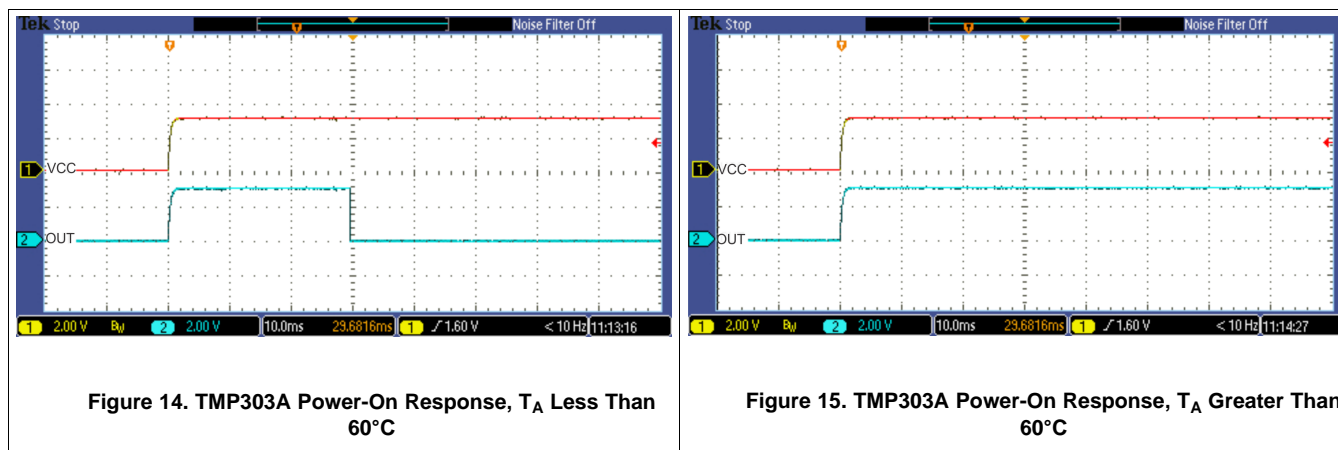 Tek Stop
Noise Filter Off
1 VCC
2 OUT
1 2.00 V BW 2 2.00 V 10.0ms 29.6816ms 1 1.60 V < 10 Hz 11:13:16
Figure 14. TMP303A Power-On Response, TA Less Than
60°C
Tek Stop
Noise Filter Off
1 VCC
2 OUT
1 2.00 V BW 2 2.00 V 10.0ms 29.6816ms 1 1.60 V < 10 Hz 11:14:27
Figure 15. TMP303A Power-On Response, TA Greater Than
60°C